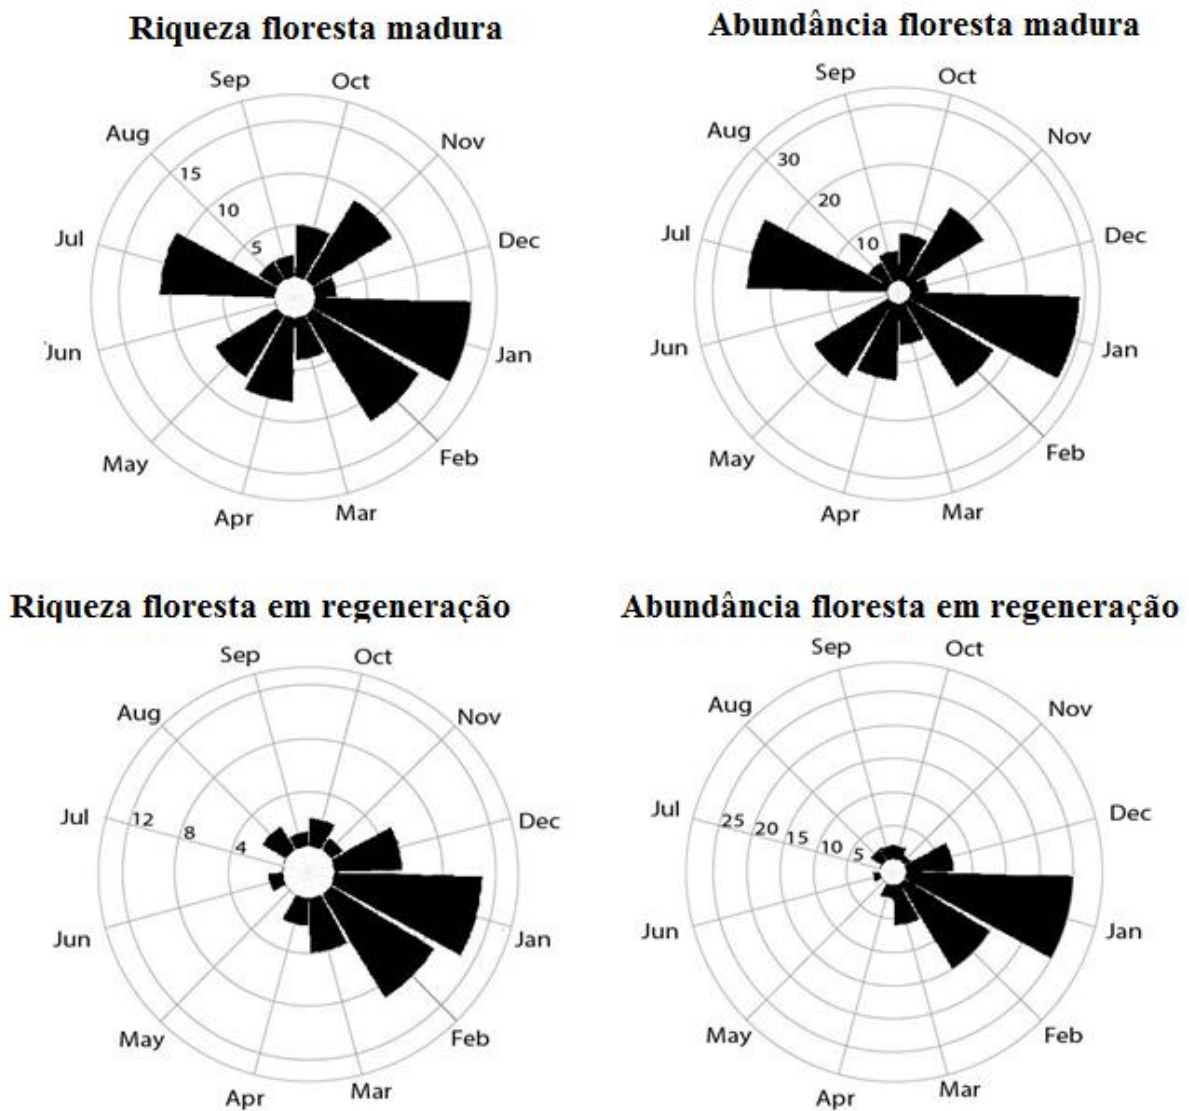 Riqueza floresta madura
Abundância floresta madura
Sep
Oct
Aug
Nov
15
10
5
Jul
Dec
Jun
Jan
May
Feb
Apr
Mar
Sep
Oct
Aug
Nov
30
20
10
Jul
Dec
Jun
Jan
May
Feb
Apr
Mar
Riqueza floresta em regeneração
Abundância floresta em regeneração
Sep
Oct
Aug
Nov
Jul
12
8
4
Dec
Jun
Jan
May
Feb
Apr
Mar
Sep
Oct
Aug
Nov
Jul
25
20
15
10
5
Dec
Jun
Jan
May
Feb
Apr
Mar